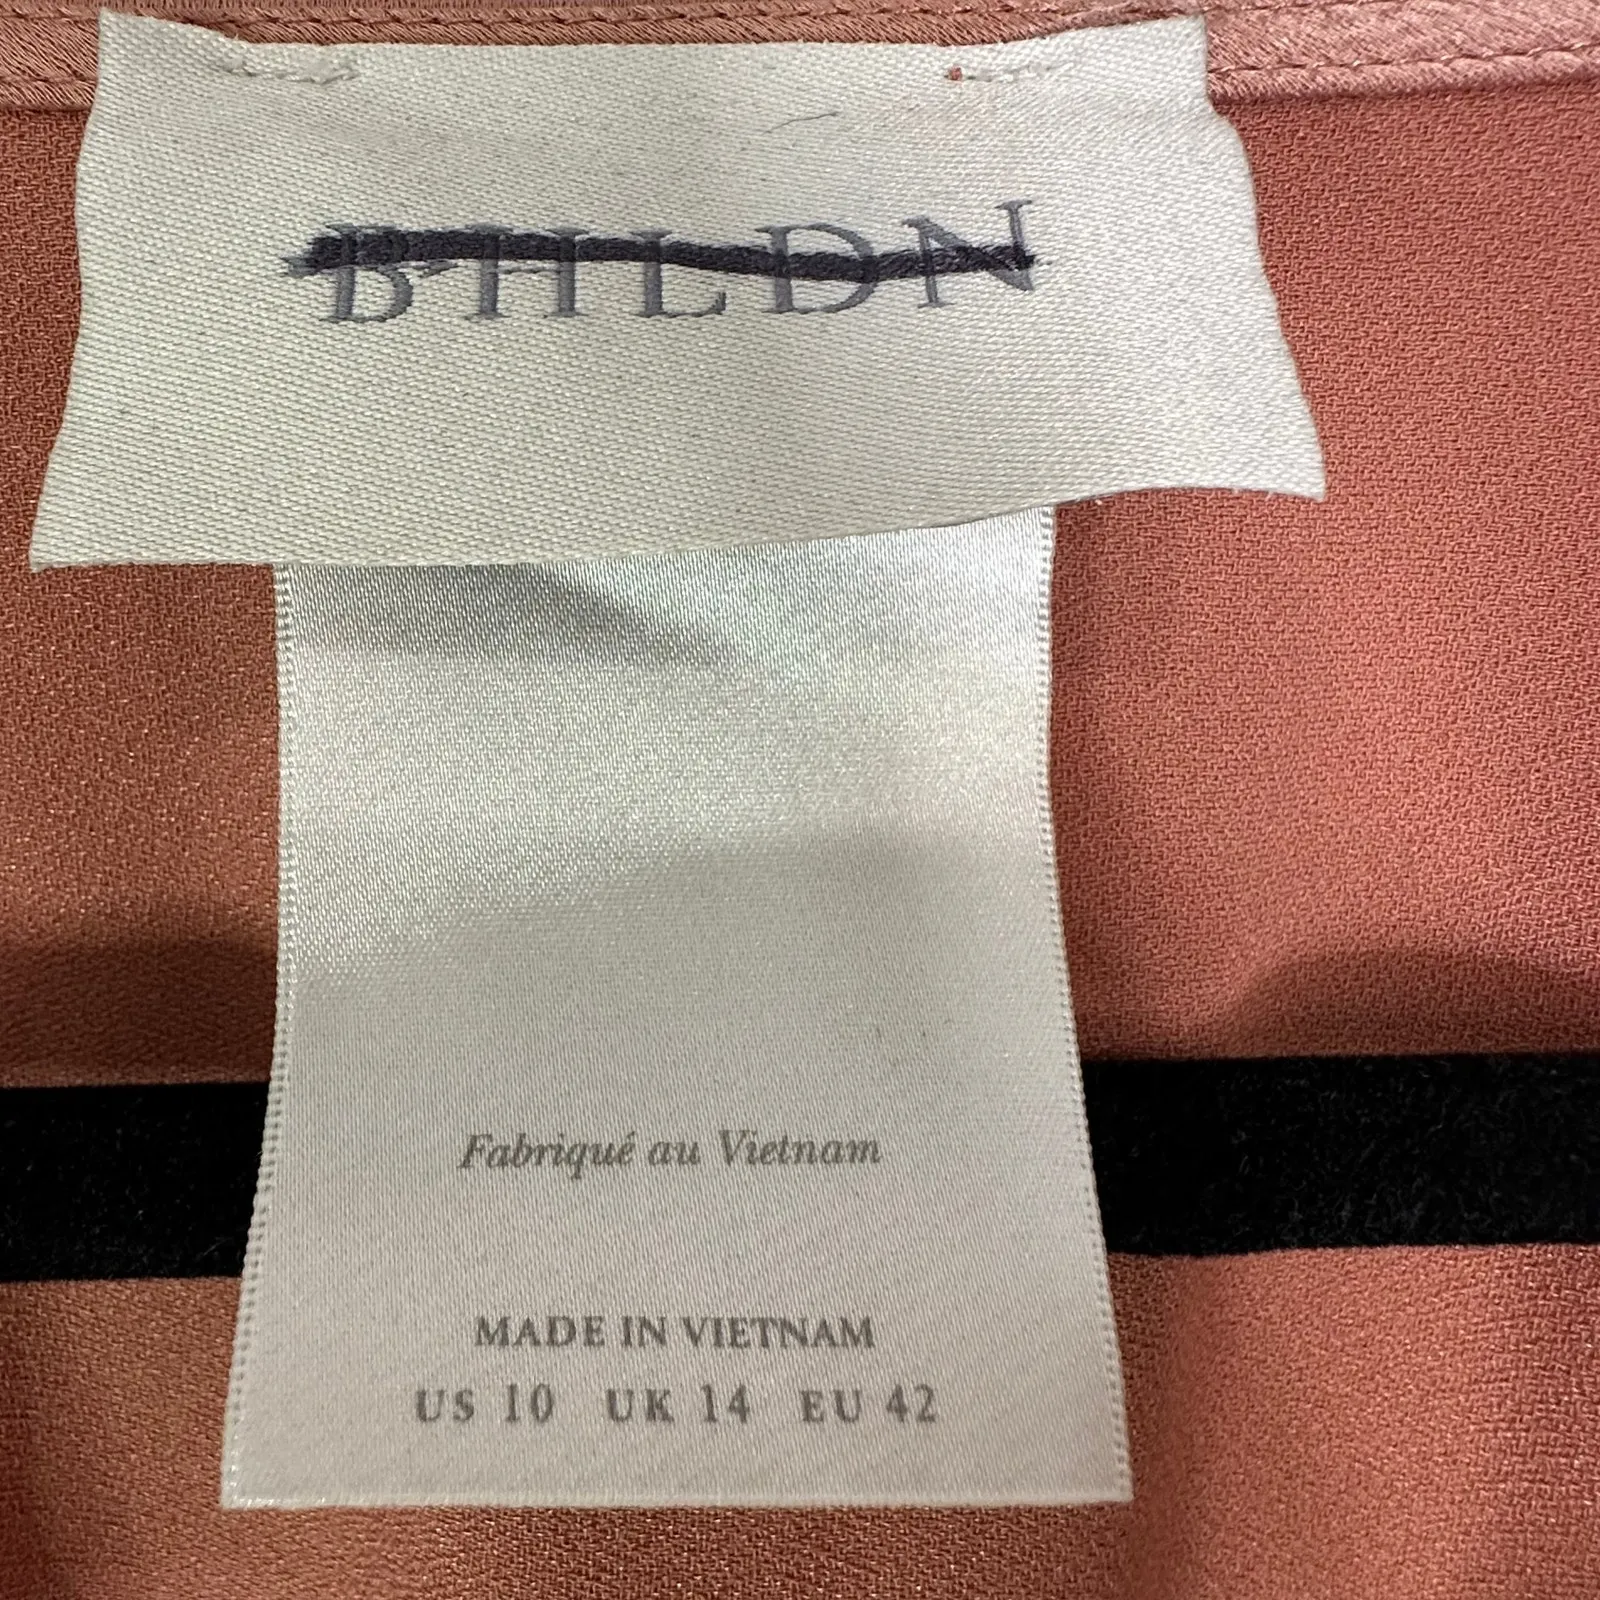 BHLDN
Fabriqué au Vietnam
MADE IN VIETNAM
US 10 UK 14 EU 42